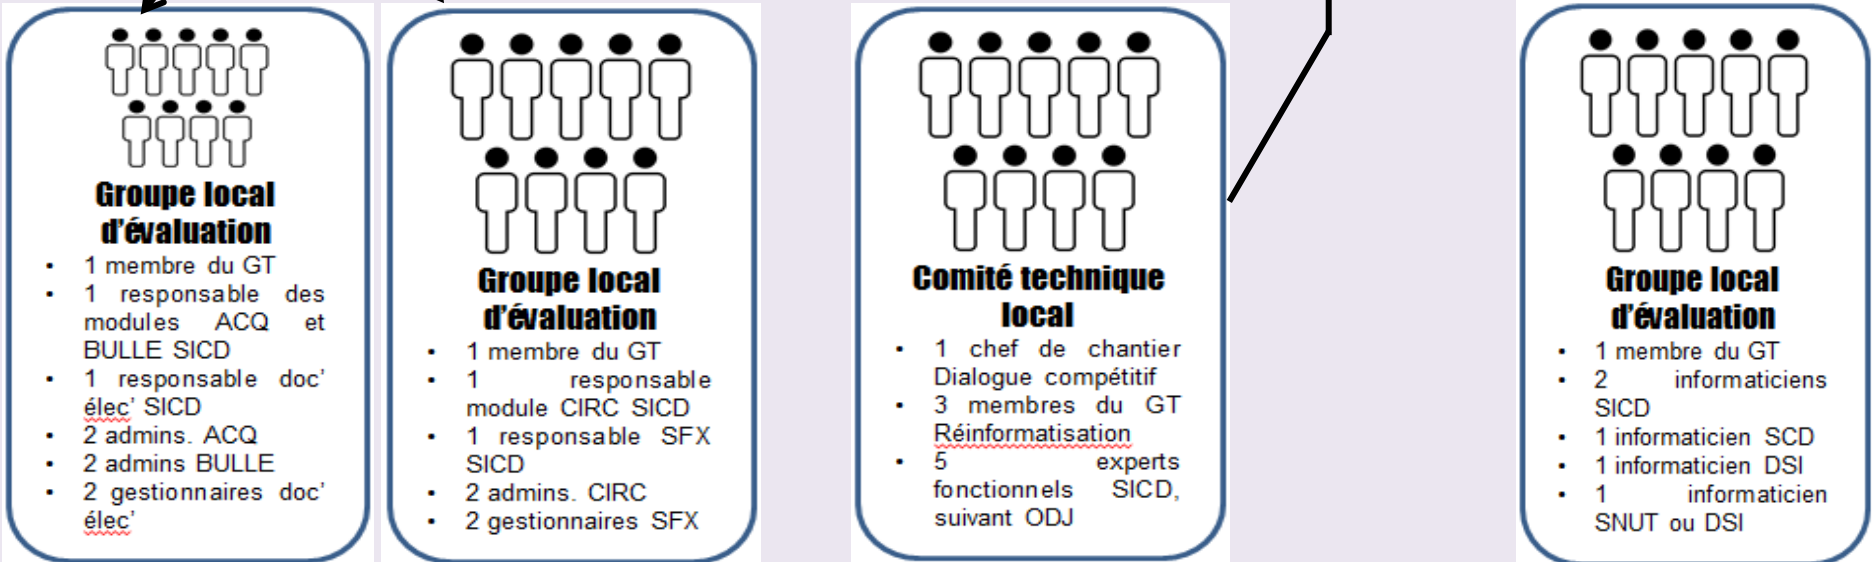 Groupe local
d'évaluation
• 1 membre du GT
• 1 responsable des
modules ACQ et
BULLE SICD
• 1 responsable doc'
élec' SICD
• 2 admins. ACQ
• 2 admins BULLE
• 2 gestionnaires doc'
élec'
Groupe local
d'évaluation
• 1 membre du GT
• 1 responsable
module CIRC SICD
• 1 responsable SFX
SICD
• 2 admins. CIRC
• 2 gestionnaires SFX
Comité technique
local
• 1 chef de chantier
Dialogue compétitif
• 3 membres du GT
Réinformatisation
• 5 experts
fonctionnels SICD,
suivant ODJ
Groupe local
d'évaluation
• 1 membre du GT
• 2 informaticiens
SICD
• 1 informaticien SCD
• 1 informaticien DSI
• 1 informaticien
SNUT ou DSI